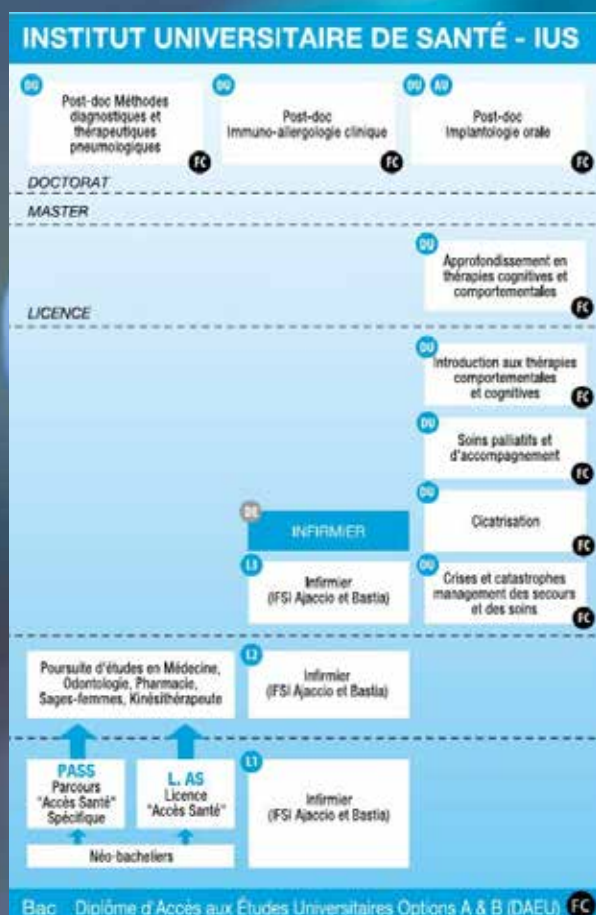 INSTITUT UNIVERSITAIRE DE SANTÉ - IUS
DU
Post-doc Méthodes
diagnostiques et
thérapeutiques
pneumologiques
FC
DU
Post-doc
Immuno-allergologie clinique
FC
DU AU
Post-doc
Implantologie orale
FC
DOCTORAT
MASTER
DU
Approfondissement en
thérapies cognitives et
comportementales
FC
LICENCE
DU
Introduction aux thérapies
comportementales
et cognitives
FC
DU
Soins palliatifs et
d'accompagnement
FC
DE
INFIRMIER
DU
Cicatrisation
FC
L3
Infirmier
(IFSI Ajaccio et Bastia)
DU
Crises et catastrophes
management des secours
et des soins
FC
Poursuite d'études en Médecine,
Odontologie, Pharmacie,
Sages-femmes, Kinésithérapeute
L2
Infirmier
(IFSI Ajaccio et Bastia)
PASS
Parcours
"Accès Santé"
Spécifique
L. AS
Licence
"Accès Santé"
L1
Infirmier
(IFSI Ajaccio et Bastia)
Néo-bacheliers
Bac Diplôme d'Accès aux Études Universitaires Options A & B (DAEU) FC